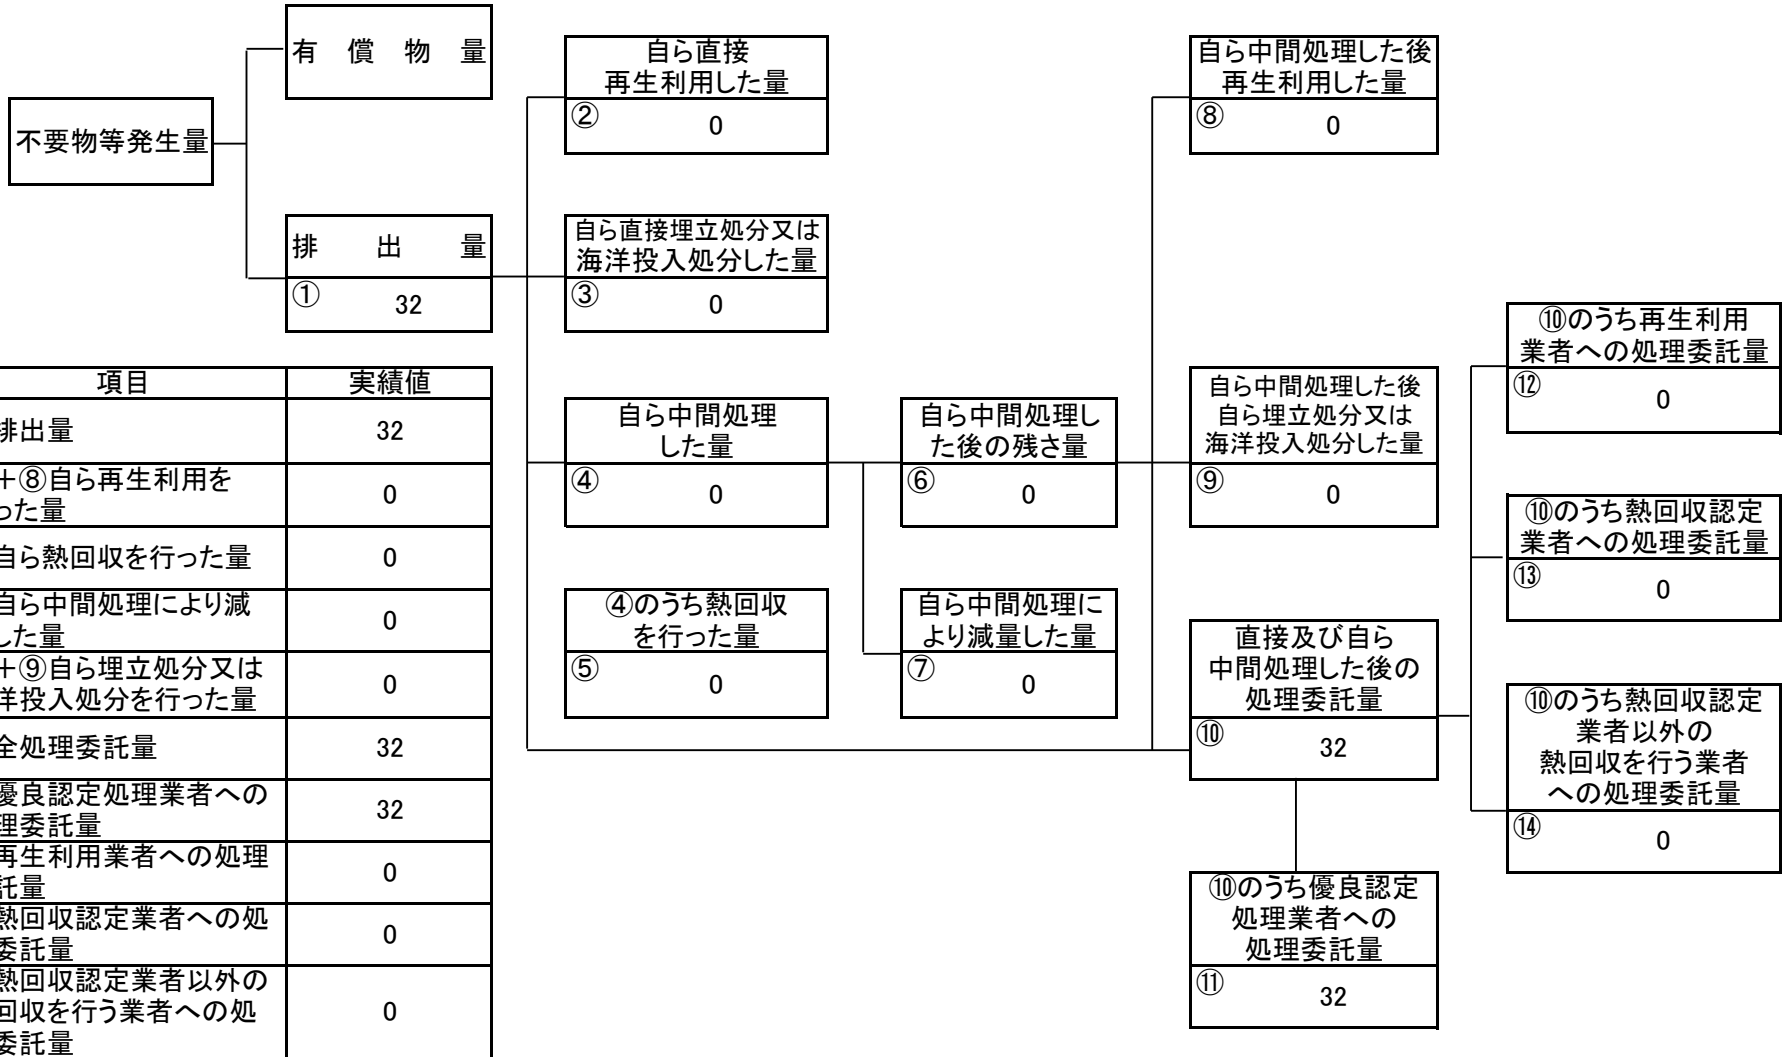 有償物量
不要物等発生量
排出量
① 32
自ら直接
再生利用した量
② 0
自ら直接埋立処分又は
海洋投入処分した量
③ 0
自ら中間処理
した量
④ 0
④のうち熱回収
を行った量
⑤ 0
自ら中間処理し
た後の残さ量
⑥ 0
自ら中間処理に
より減量した量
⑦ 0
自ら中間処理した後
再生利用した量
⑧ 0
自ら中間処理した後
自ら埋立処分又は
海洋投入処分した量
⑨ 0
直接及び自ら
中間処理した後の
処理委託量
⑩ 32
⑩のうち優良認定
処理業者への
処理委託量
⑪ 32
⑩のうち再生利用
業者への処理委託量
⑫ 0
⑩のうち熱回収認定
業者への処理委託量
⑬ 0
⑩のうち熱回収認定
業者以外の
熱回収を行う業者
への処理委託量
⑭ 0
項目 実績値
排出量 32
+⑧自ら再生利用を
った量 0
自ら熱回収を行った量 0
自ら中間処理により減
した量 0
+⑨自ら埋立処分又は
洋投入処分を行った量 0
全処理委託量 32
優良認定処理業者への
理委託量 32
再生利用業者への処理
託量 0
熱回収認定業者への処
委託量 0
熱回収認定業者以外の
回収を行う業者への処
委託量 0